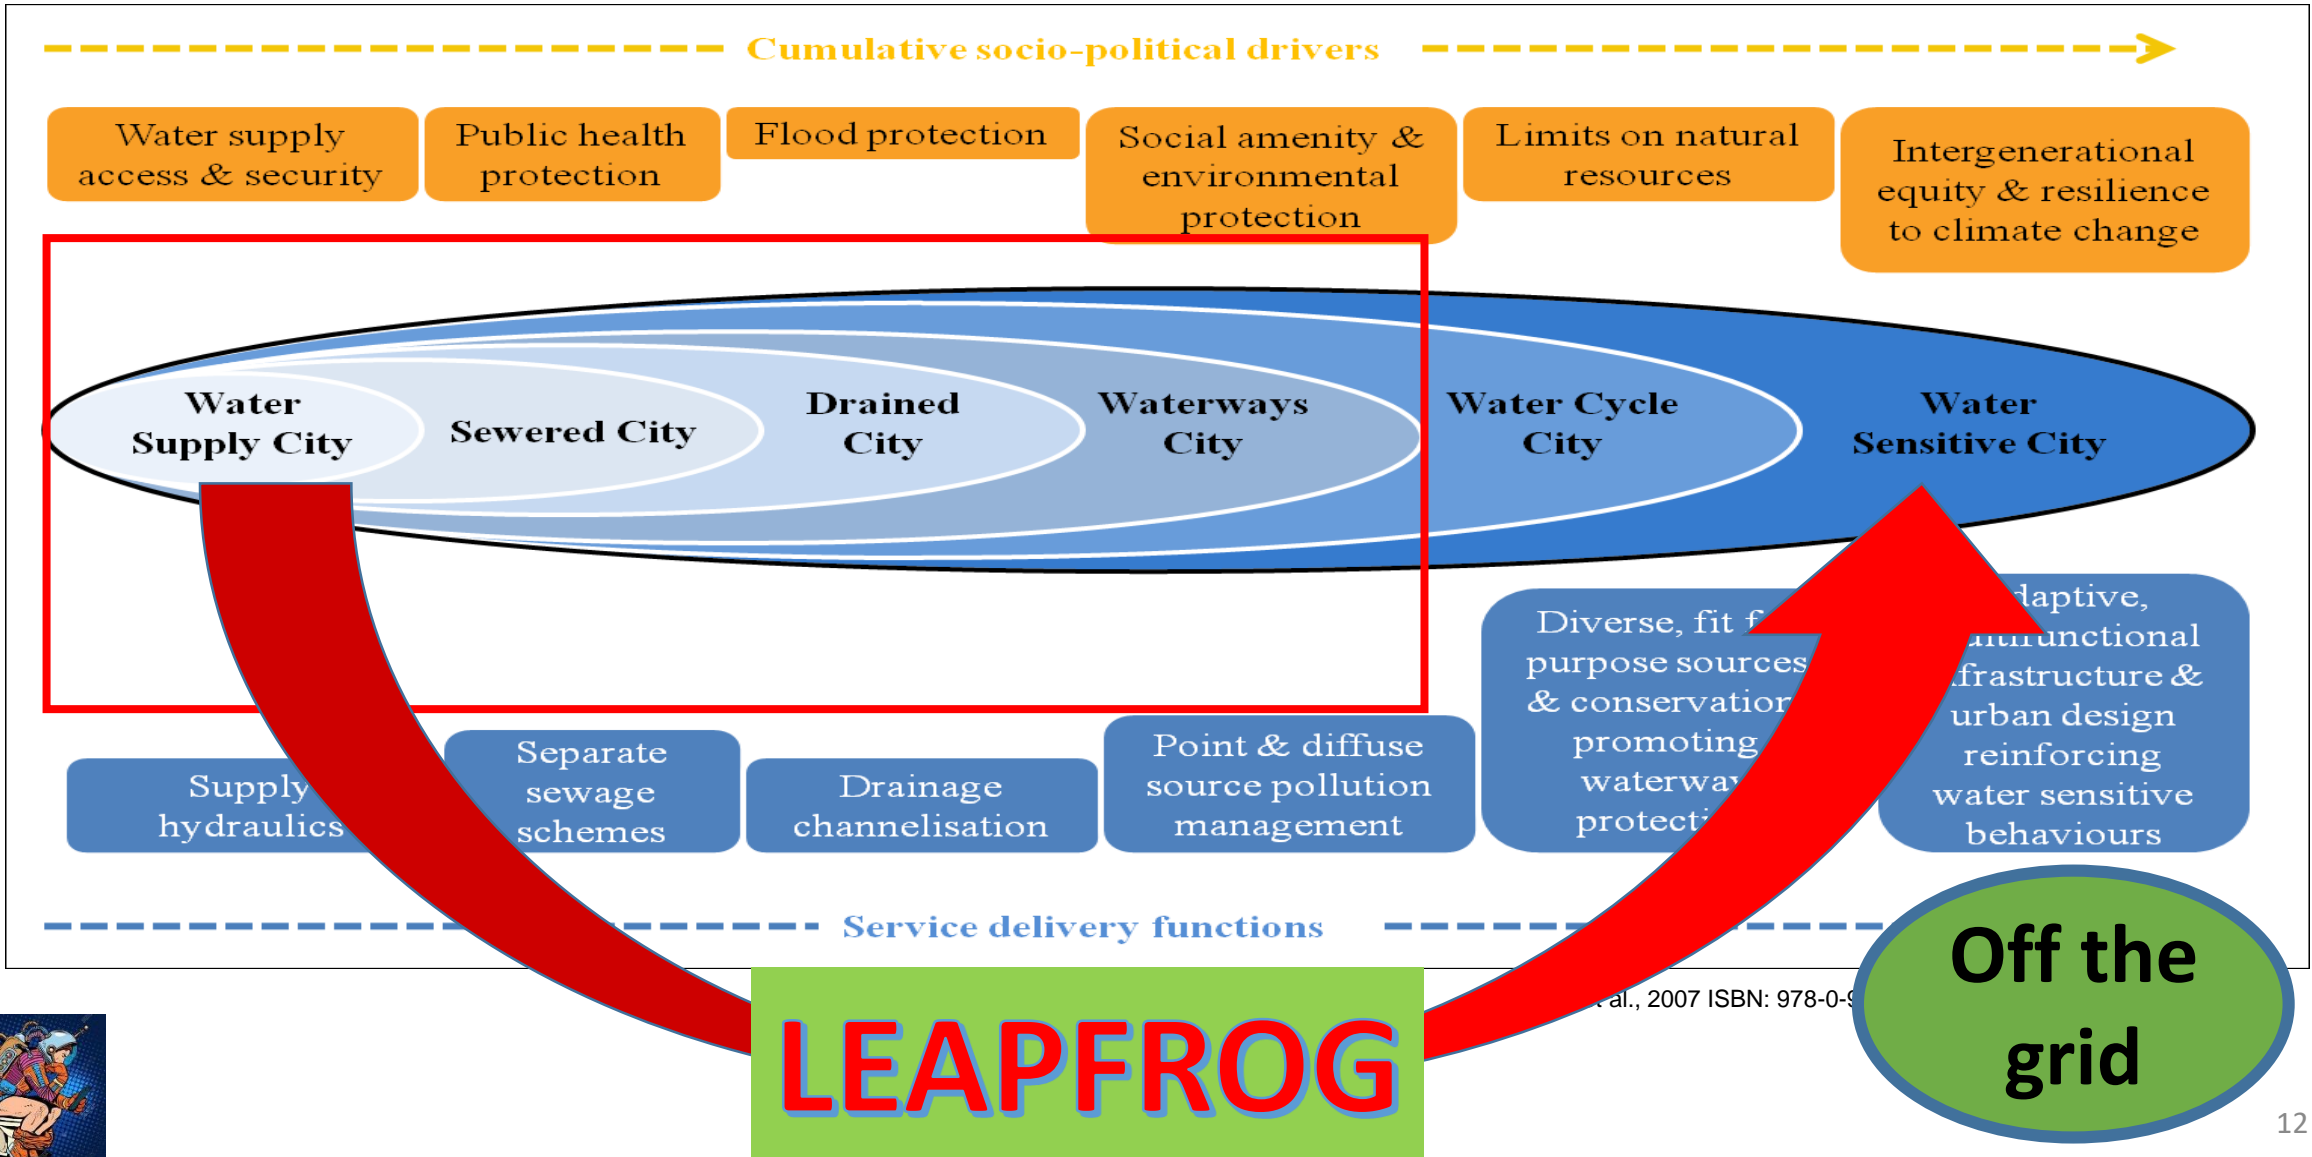 Cumulative socio-political drivers
Water supply
access & security
Public health
protection
Flood protection
Social amenity &
environmental
protection
Limits on natural
resources
Intergenerational
equity & resilience
to climate change
Water
Supply City
Sewered City
Drained
City
Waterways
City
Water Cycle
City
Water
Sensitive City
Supply
hydraulics
Separate
sewage
schemes
Drainage
channelisation
Point & diffuse
source pollution
management
Diverse, fit
purpose sources
& conservation
promoting
& urban design
reinforcing
water sensitive
behaviours
Service delivery functions
al., 2007 ISBN: 978-0-9
LEAPFROG
Off the
grid
12